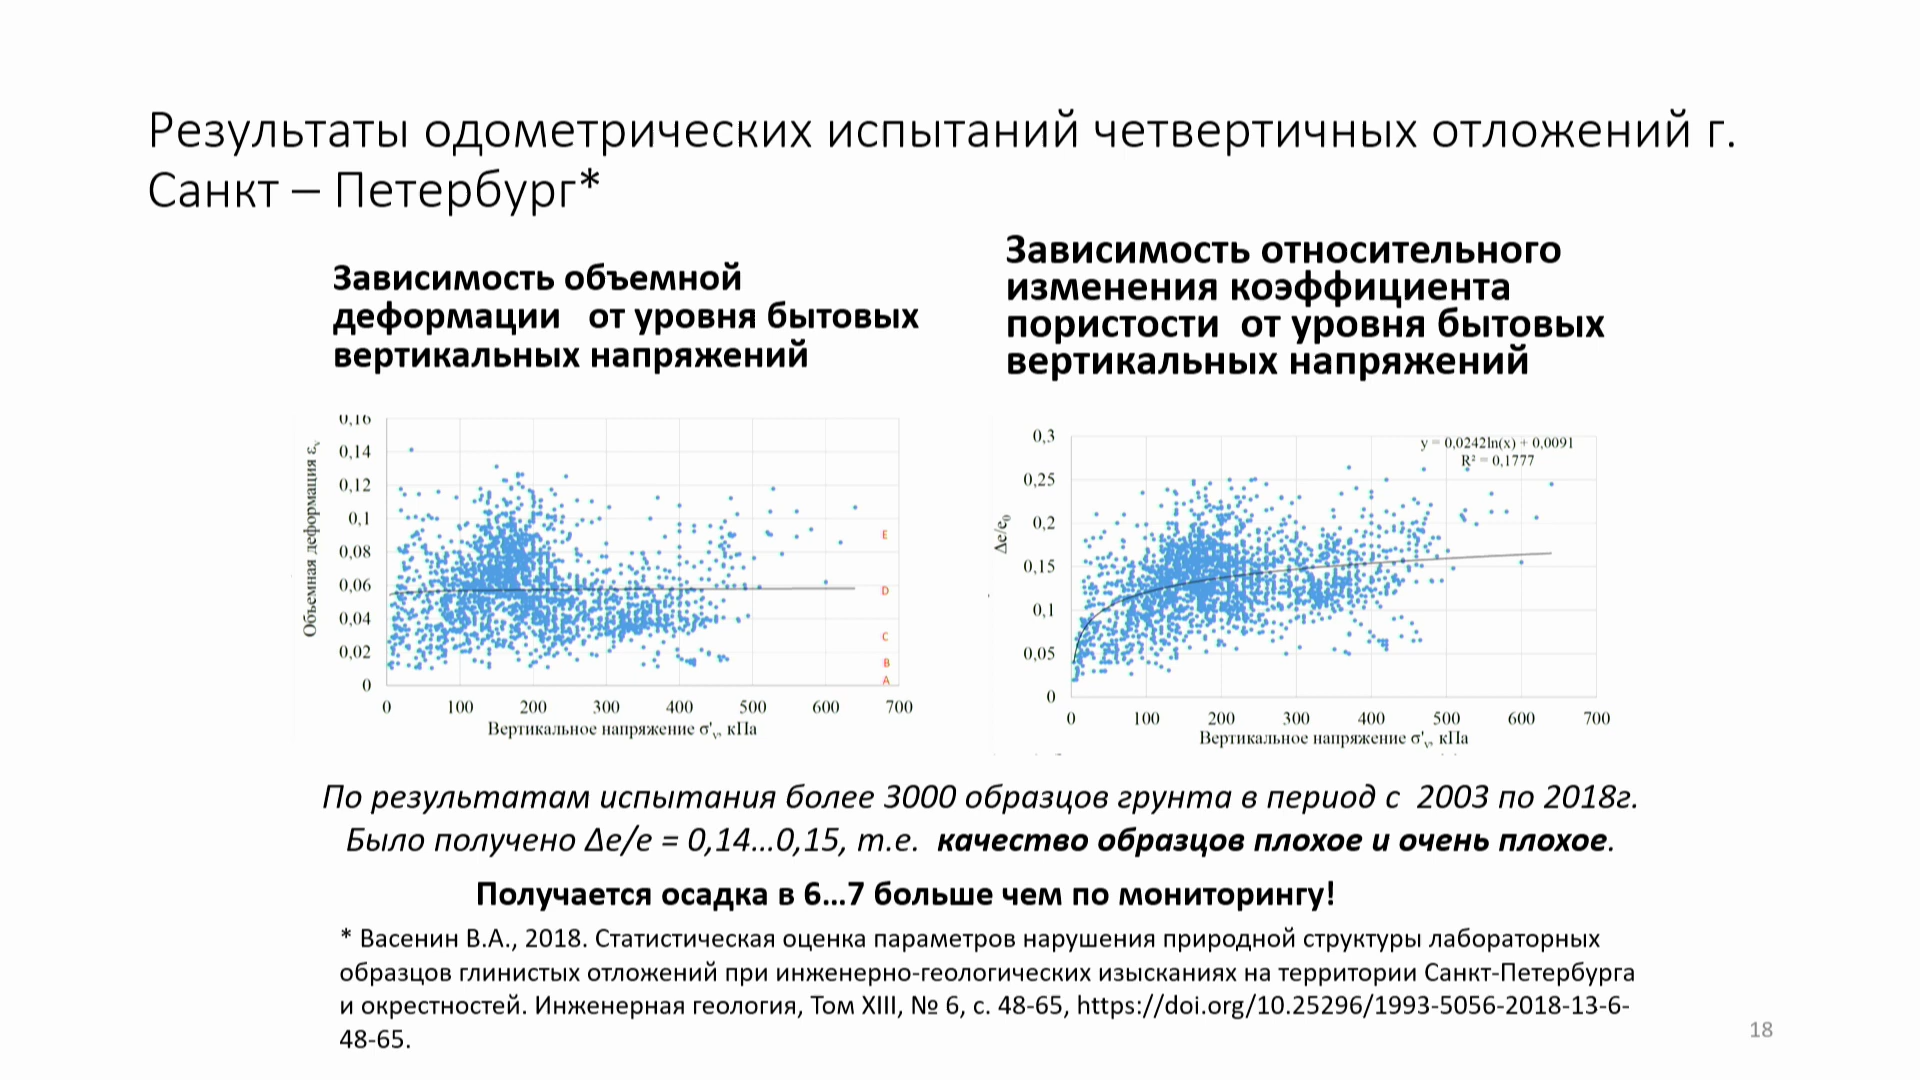 Результаты одометрических испытаний четвертичных отложений г.
Санкт – Петербург*
Зависимость объемной
деформации от уровня бытовых
вертикальных напряжений
Зависимость относительного
изменения коэффициента
пористости от уровня бытовых
вертикальных напряжений
0,16
0,14
0,12
0,1
0,08
0,06
0,04
0,02
0
Объемная деформация εv
E
D
C
B
A
0 100 200 300 400 500 600 700
Вертикальное напряжение σ'v, кПа
0,3
0,25
0,2
0,15
0,1
0,05
0
Δe/e0
y = 0,0242ln(x) + 0,0091
R² = 0,1777
0 100 200 300 400 500 600 700
Вертикальное напряжение σ'v, кПа
По результатам испытания более 3000 образцов грунта в период с 2003 по 2018г.
Было получено Δe/e = 0,14…0,15, т.е. качество образцов плохое и очень плохое.
Получается осадка в 6…7 больше чем по мониторингу!
* Васенин В.А., 2018. Статистическая оценка параметров нарушения природной структуры лабораторных
образцов глинистых отложений при инженерно-геологических изысканиях на территории Санкт-Петербурга
и окрестностей. Инженерная геология, Том XIII, № 6, с. 48-65, https://doi.org/10.25296/1993-5056-2018-13-6-
48-65.
18